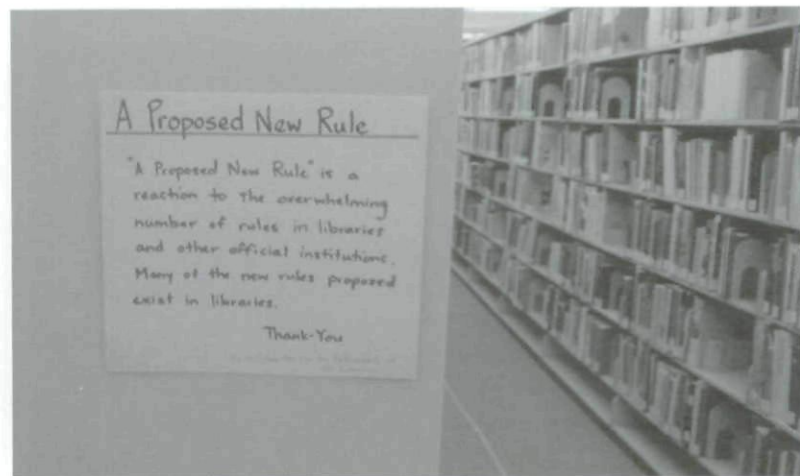 A Proposed New Rule
"A Proposed New Rule" is a
reaction to the overwhelming
number of rules in libraries
and other official institutions.
Many of the new rules proposed
exist in libraries.
Thank-You